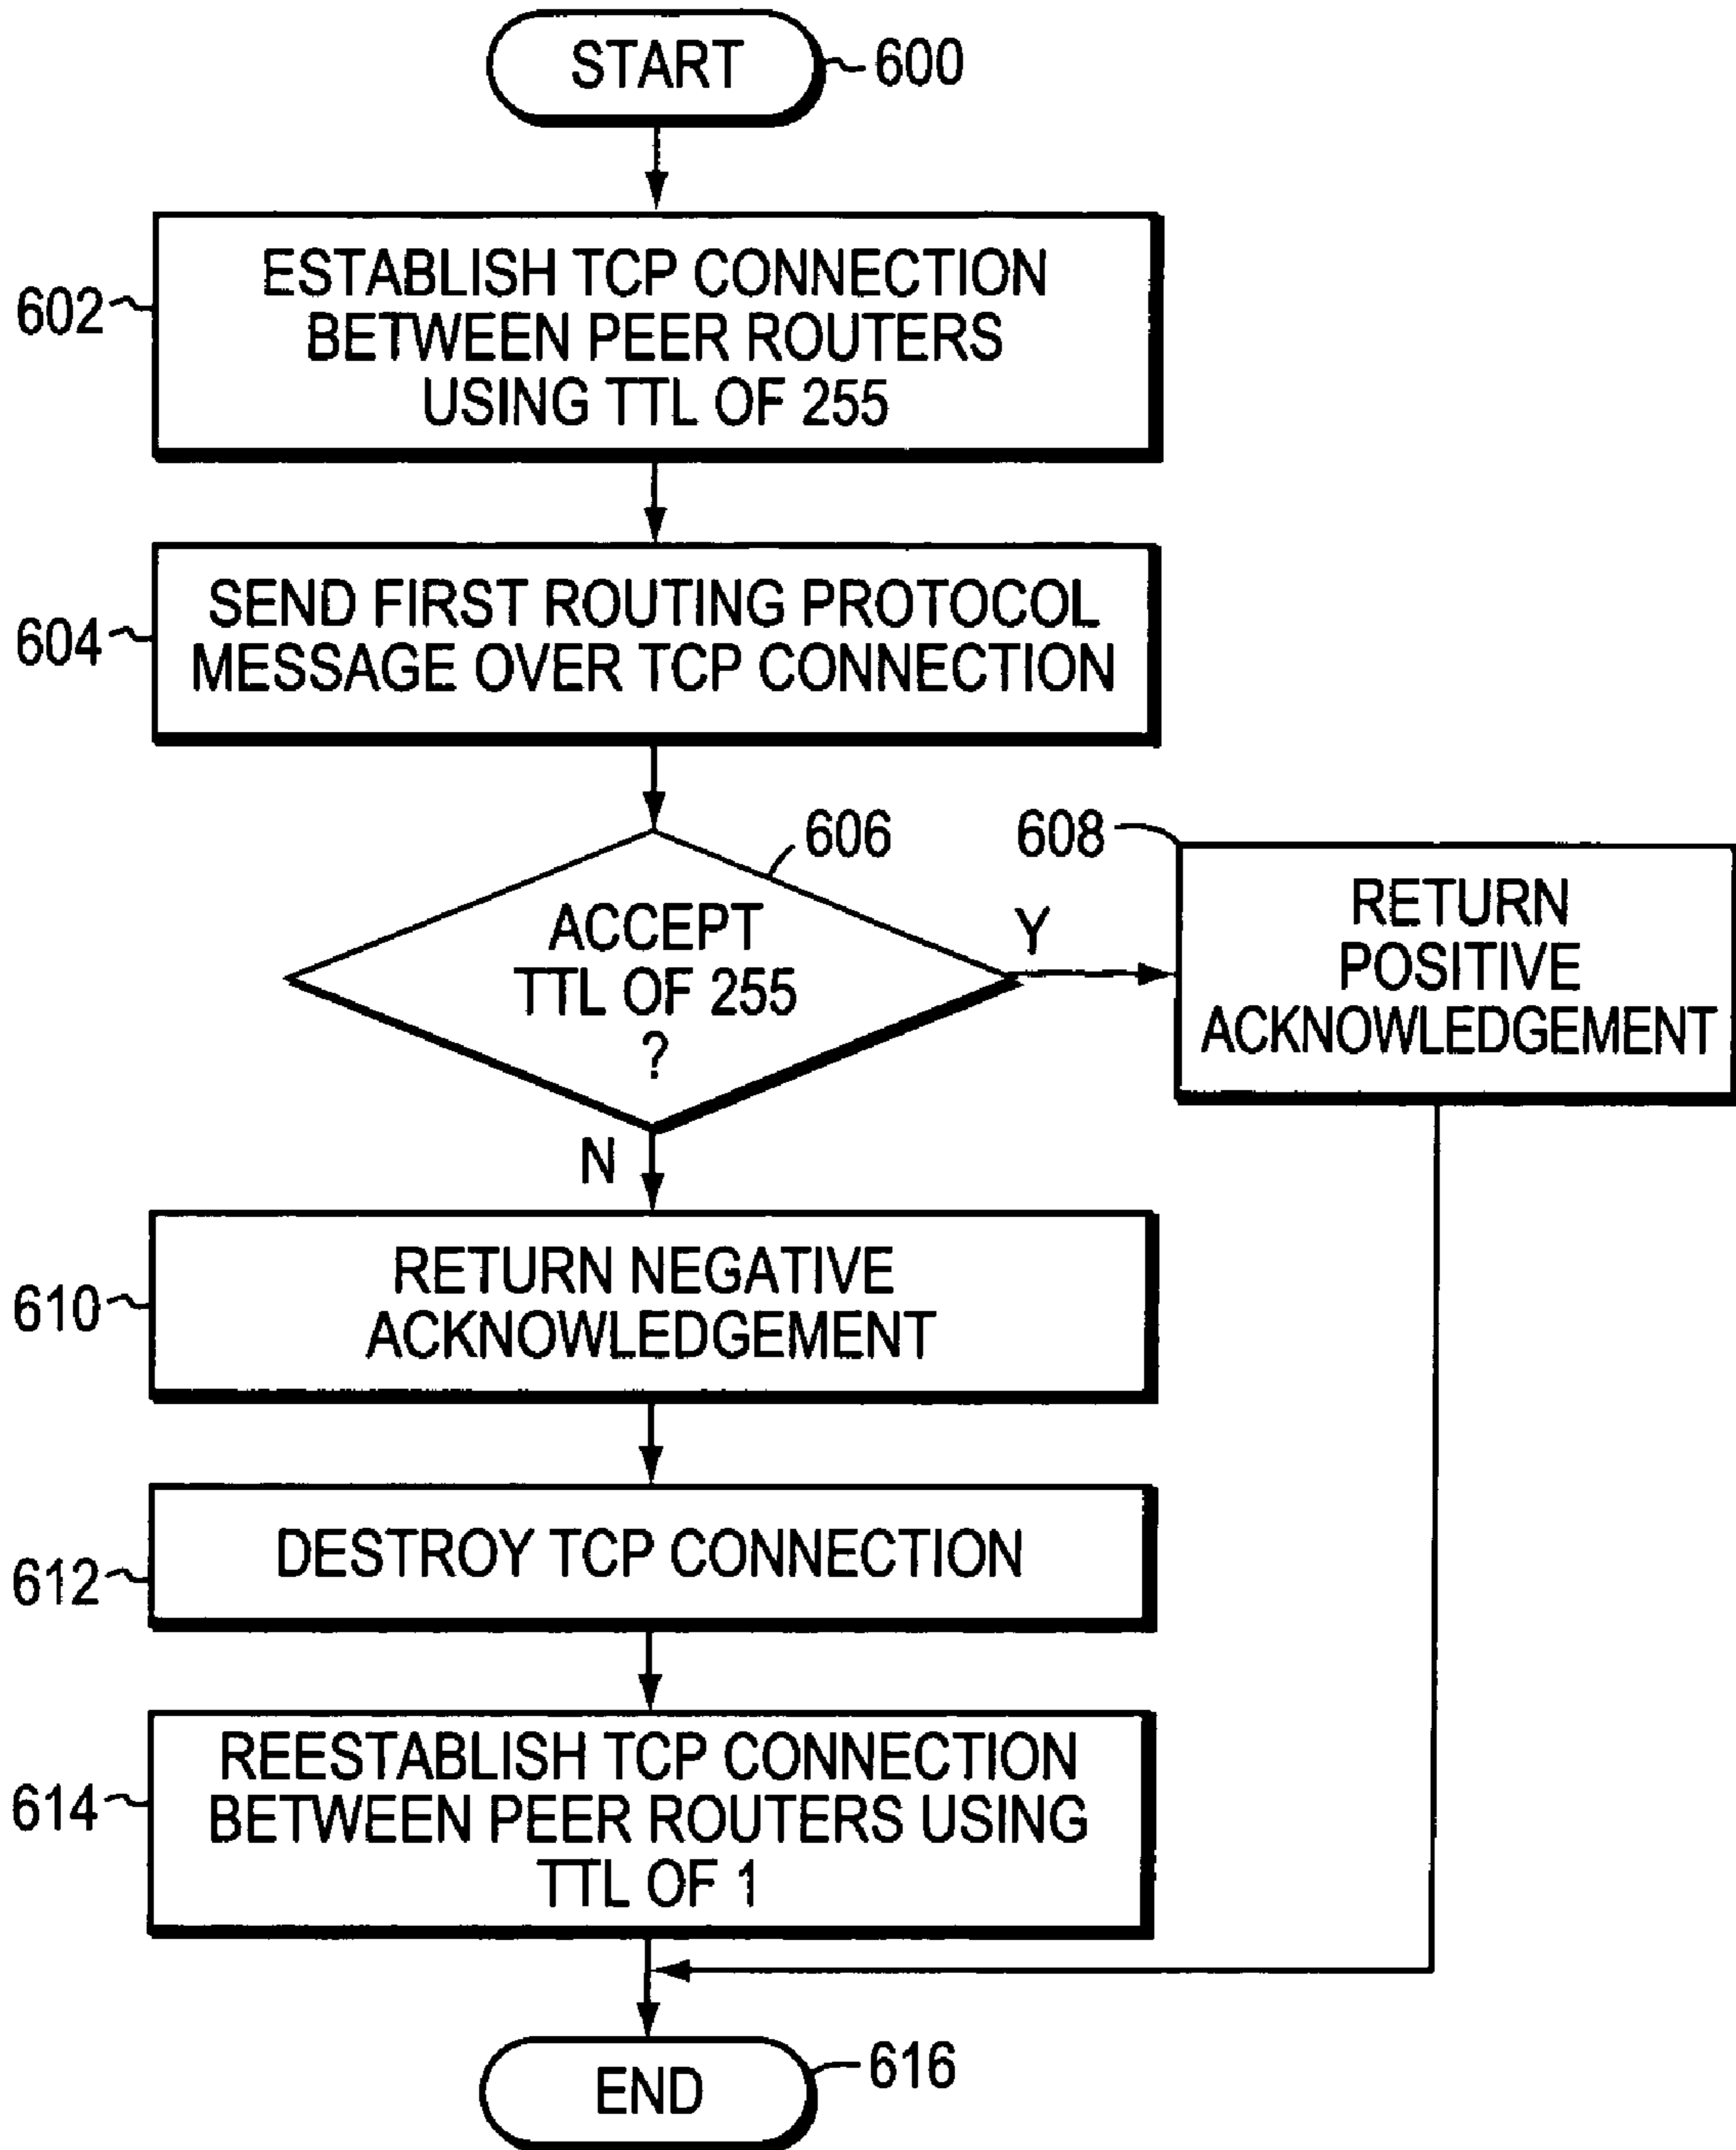 START
600
602
ESTABLISH TCP CONNECTION
BETWEEN PEER ROUTERS
USING TTL OF 255
604
SEND FIRST ROUTING PROTOCOL
MESSAGE OVER TCP CONNECTION
606
ACCEPT
TTL OF 255
?
Y
608
RETURN
POSITIVE
ACKNOWLEDGEMENT
N
610
RETURN NEGATIVE
ACKNOWLEDGEMENT
612
DESTROY TCP CONNECTION
614
REESTABLISH TCP CONNECTION
BETWEEN PEER ROUTERS USING
TTL OF 1
END
616